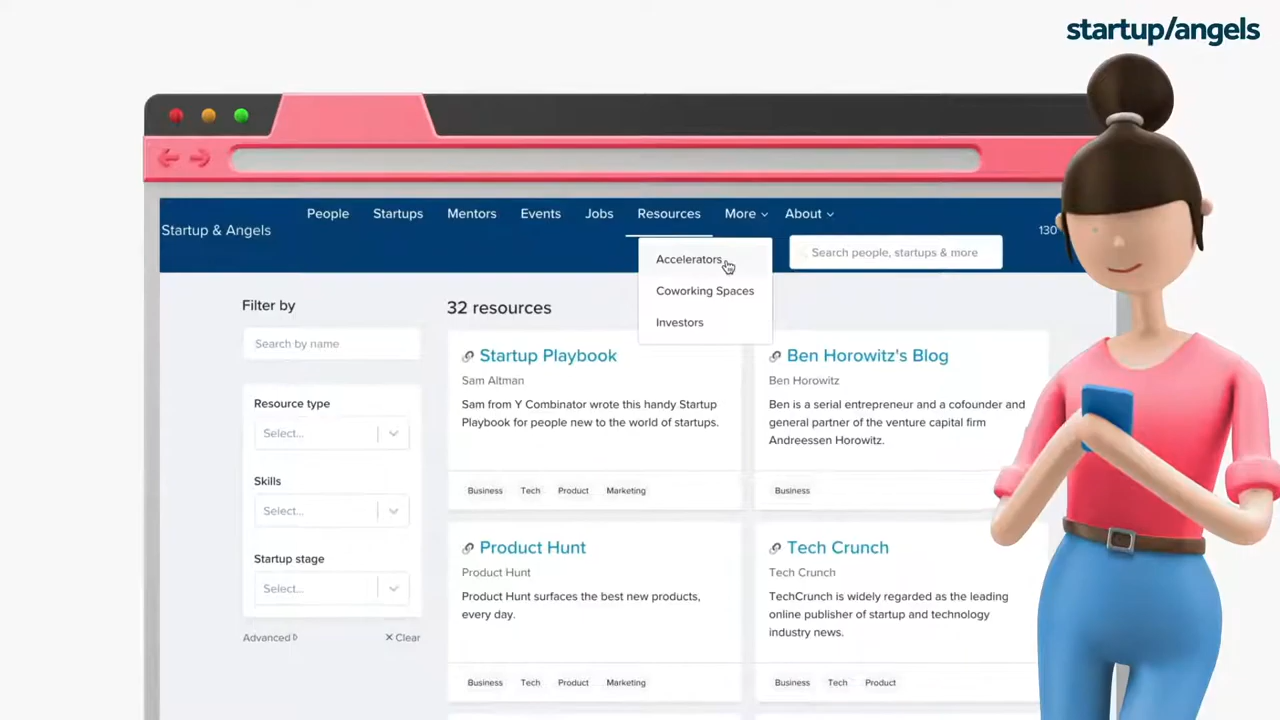 startup/angels
People Startups Mentors Events Jobs Resources More About
Startup & Angels
130
Accelerators
Coworking Spaces
Investors
Search people, startups & more
Filter by
Search by name
Resource type
Select...
Skills
Select...
Startup stage
Select...
Advanced
Clear
32 resources
Startup Playbook
Sam Altman
Sam from Y Combinator wrote this handy Startup
Playbook for people new to the world of startups.
Business Tech Product Marketing
Ben Horowitz's Blog
Ben Horowitz
Ben is a serial entrepreneur and a cofounder and
general partner of the venture capital firm
Andreessen Horowitz.
Business
Product Hunt
Product Hunt
Product Hunt surfaces the best new products,
every day.
Business Tech Product Marketing
Tech Crunch
Tech Crunch
TechCrunch is widely regarded as the leading
online publisher of startup and technology
industry news.
Business Tech Product